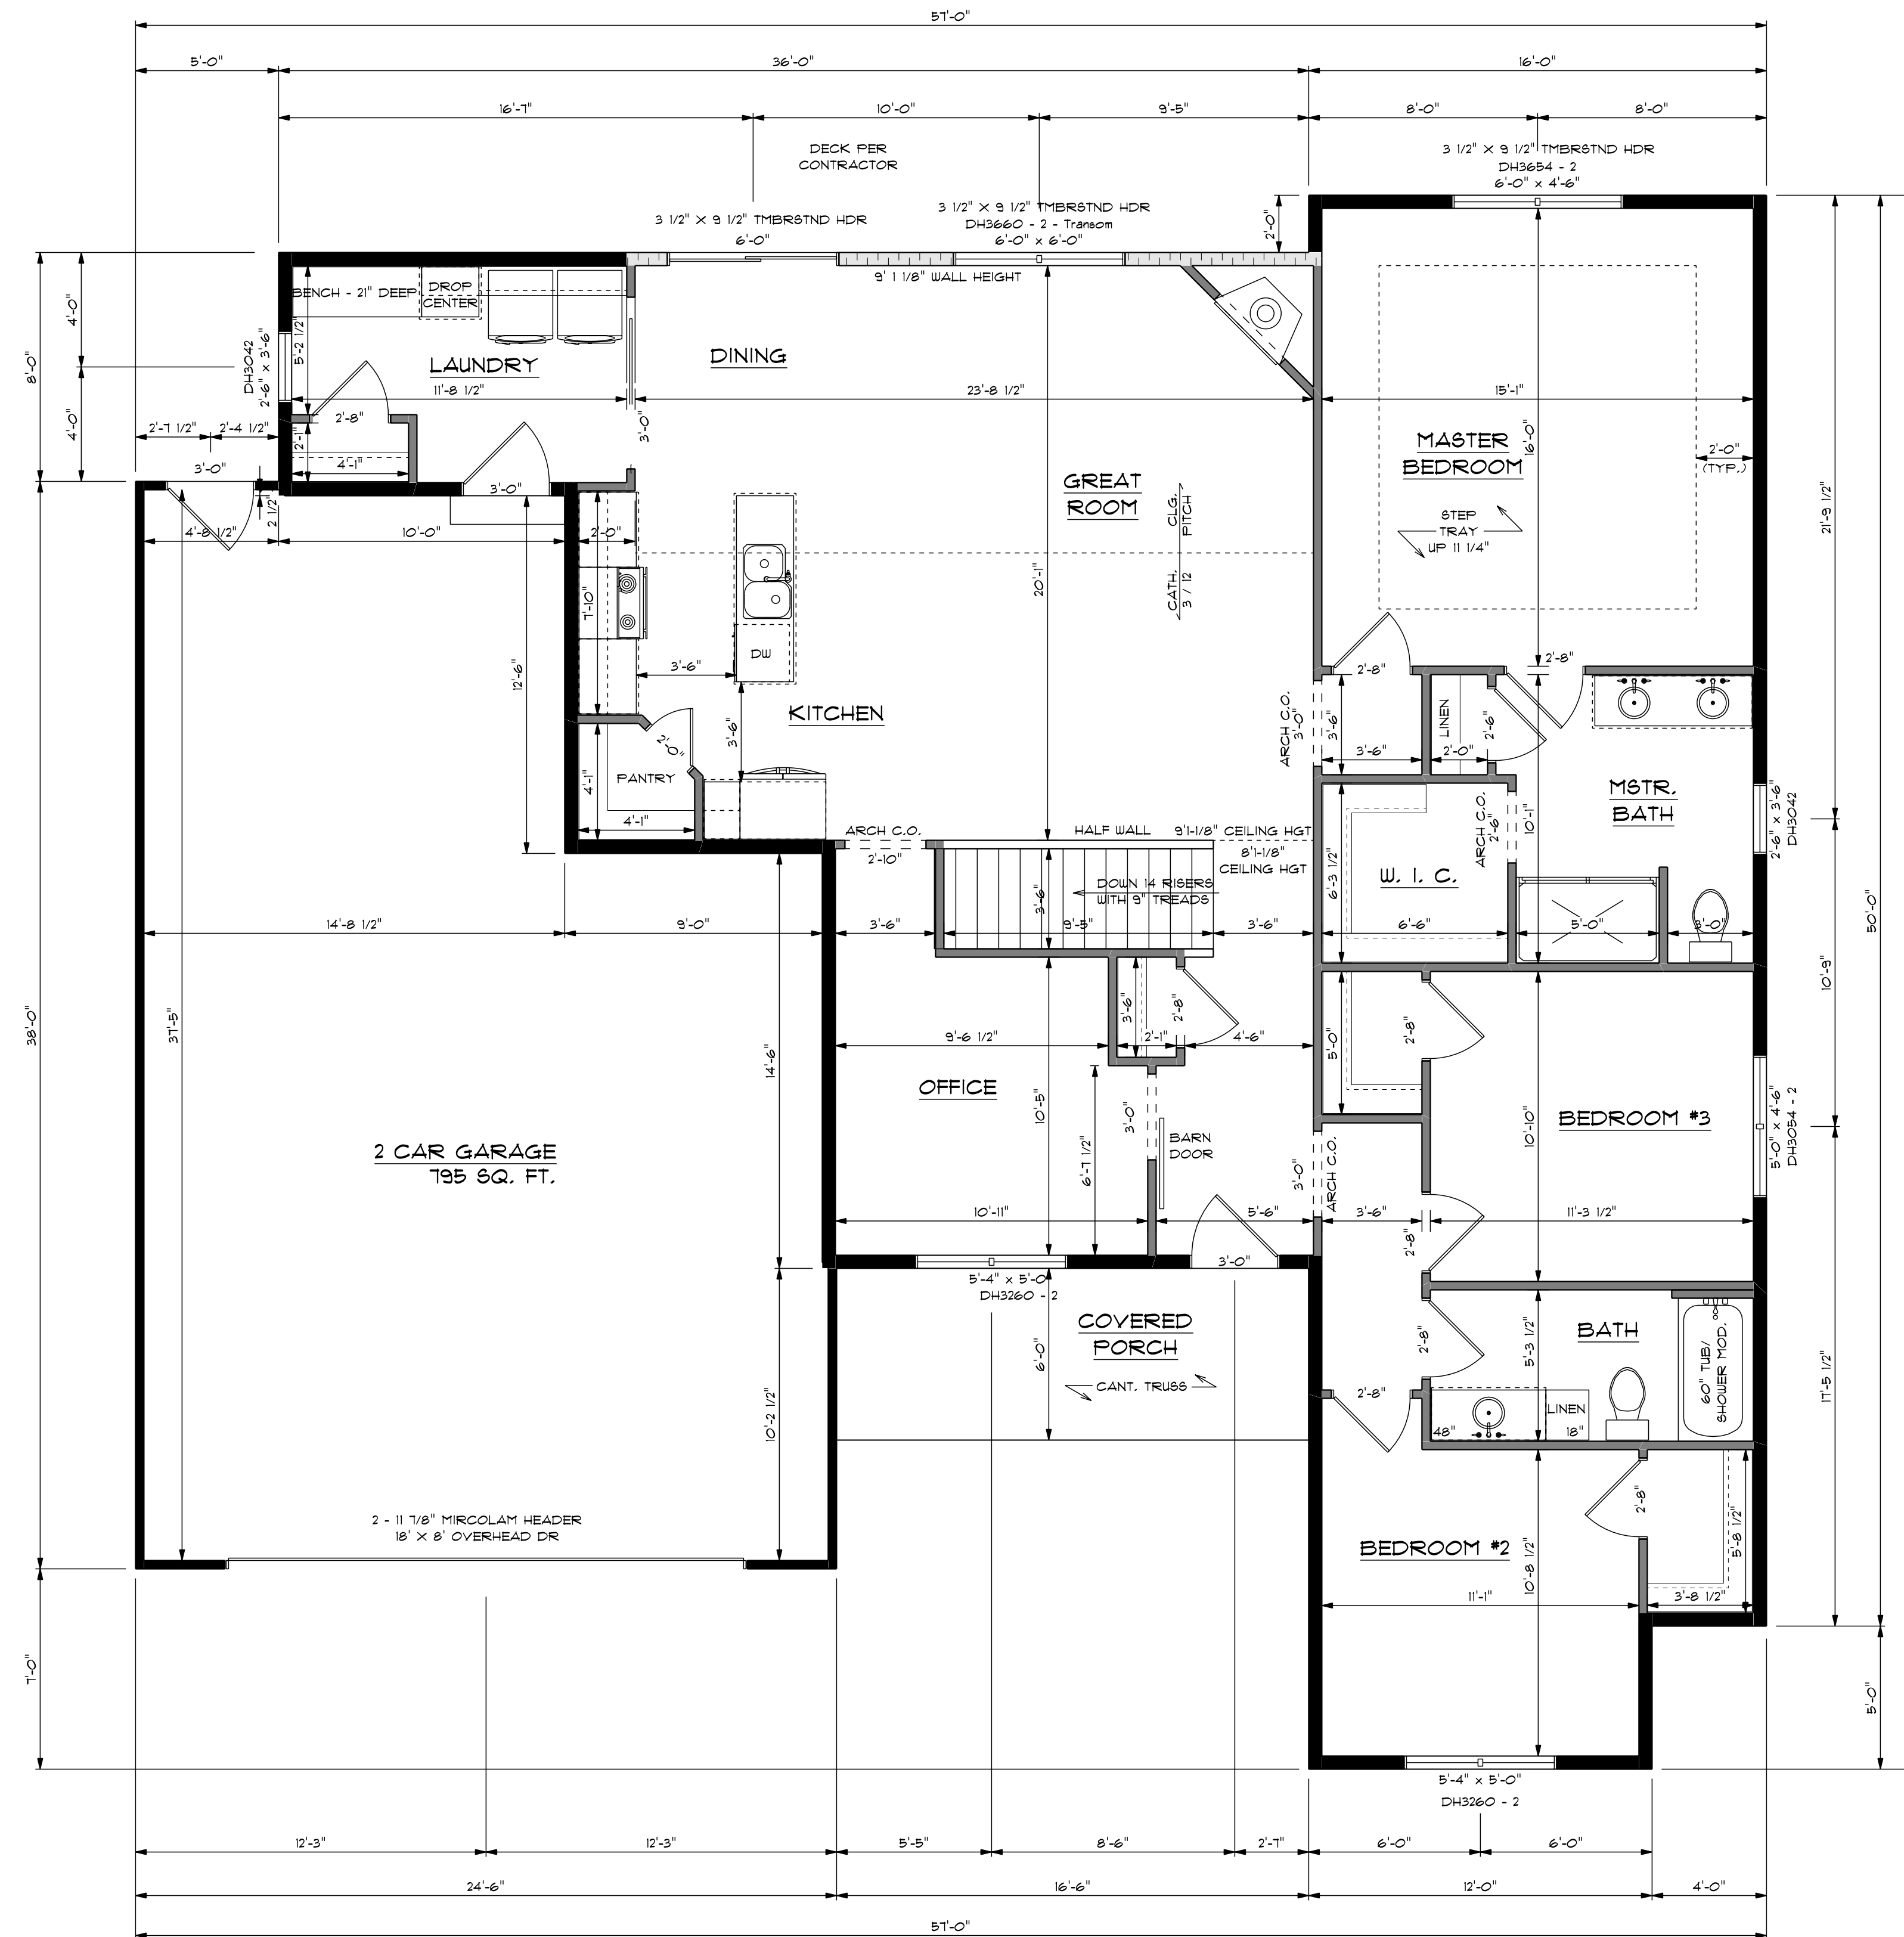 57'-0"
5'-0"
36'-0"
16'-0"
16'-7"
10'-0"
9'-5"
8'-0"
8'-0"
DECK PER
CONTRACTOR
3 1/2" X 9 1/2" TMBRSTND HDR
DH3654 - 2
6'-0" x 4'-6"
3 1/2" X 9 1/2" TMBRSTND HDR
6'-0"
3 1/2" X 9 1/2" TMBRSTND HDR
DH3660 - 2 - Transom
6'-0" x 6'-0"
2'-0"
9' 1 1/8" WALL HEIGHT
BENCH - 21" DEEP
DROP
CENTER
8'-0"
4'-0"
4'-0"
DH3042
2'-6" x 3'-6"
5'-2 1/2"
LAUNDRY
11'-8 1/2"
DINING
23'-8 1/2"
15'-1"
2'-8"
2'-1"
4'-1"
3'-0"
2'-7 1/2"
2'-4 1/2"
3'-0"
2 1/2"
3'-0"
4'-8 1/2"
10'-0"
2'-0"
MASTER
BEDROOM
16'-0"
2'-0"
(TYP.)
GREAT
ROOM
CATH. CLG.
3 / 12 PITCH
STEP
TRAY
UP 11 1/4"
21'-9 1/2"
20'-1"
7'-10"
12'-6"
DW
3'-6"
3'-6"
KITCHEN
2'-0"
PANTRY
4'-1"
4'-1"
2'-8"
2'-8"
ARCH C.O.
3'-0"
3'-6"
3'-6"
LINEN
2'-0"
2'-6"
MSTR.
BATH
10'-1"
ARCH C.O.
2'-6"
2'-6" x 3'-6"
DH3042
ARCH C.O.
2'-10"
HALF WALL
9'1-1/8" CEILING HGT
8'1-1/8"
CEILING HGT
DOWN 14 RISERS
WITH 9" TREADS
3'-6"
W. I. C.
6'-3 1/2"
50'-0"
14'-8 1/2"
9'-0"
3'-6"
9'-5"
3'-6"
6'-6"
5'-0"
3'-0"
38'-0"
37'-5"
14'-6"
9'-6 1/2"
3'-6"
2'-1"
2'-8"
4'-6"
5'-0"
2'-8"
10'-9"
OFFICE
10'-5"
6'-7 1/2"
3'-0"
BARN
DOOR
3'-0"
ARCH C.O.
10'-10"
BEDROOM #3
5'-0" x 4'-6"
DH3054 - 2
2 CAR GARAGE
795 SQ. FT.
10'-11"
5'-6"
3'-6"
11'-3 1/2"
2'-8"
3'-0"
5'-4" x 5'-0"
DH3260 - 2
COVERED
PORCH
6'-0"
CANT. TRUSS
2'-8"
5'-3 1/2"
BATH
60" TUB/
SHOWER MOD.
2'-8"
48"
LINEN
18"
17'-5 1/2"
10'-2 1/2"
2 - 11 7/8" MIRCOLAM HEADER
18' X 8' OVERHEAD DR
BEDROOM #2
10'-8 1/2"
2'-8"
5'-8 1/2"
11'-1"
3'-8 1/2"
7'-0"
5'-0"
5'-4" x 5'-0"
DH3260 - 2
12'-3"
12'-3"
5'-5"
8'-6"
2'-7"
6'-0"
6'-0"
24'-6"
16'-6"
12'-0"
4'-0"
57'-0"